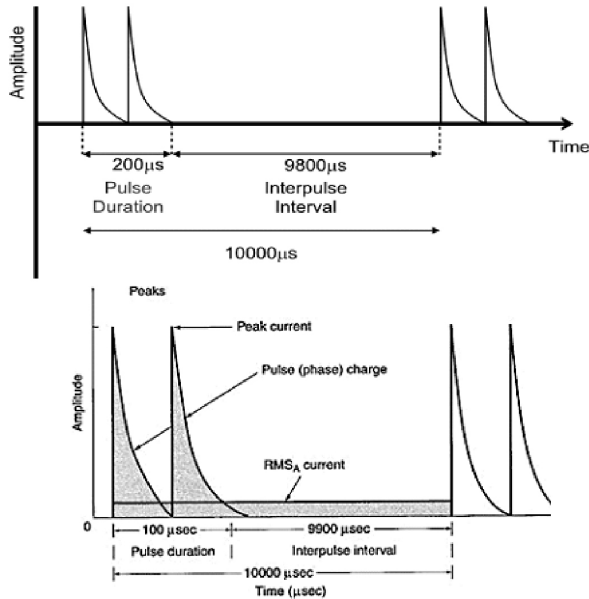 Amplitude
Time
200µs
9800µs
Pulse
Duration
Interpulse
Interval
10000µs
Peaks
Peak current
Pulse (phase) charge
Amplitude
RMSA current
0
100 µsec
9900 µsec
Pulse duration
Interpulse interval
10000 µsec
Time (µsec)